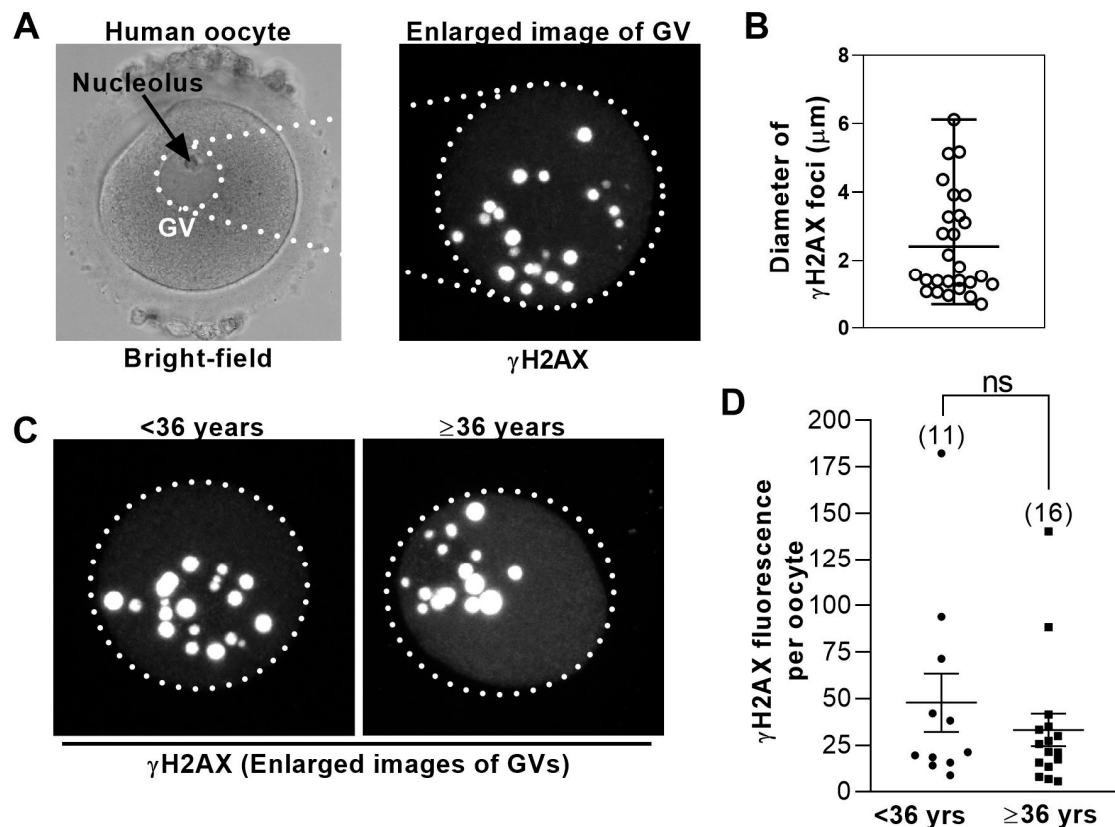 A
Human oocyte
Nucleolus
GV
Bright-field
Enlarged image of GV
γH2AX
B
Diameter of
γH2AX foci (μm)
8
6
4
2
0
C
<36 years
≥36 years
γH2AX (Enlarged images of GVs)
D
ns
(11)
(16)
γH2AX fluorescence
per oocyte
200
175
150
125
100
75
50
25
0
<36 yrs
≥36 yrs